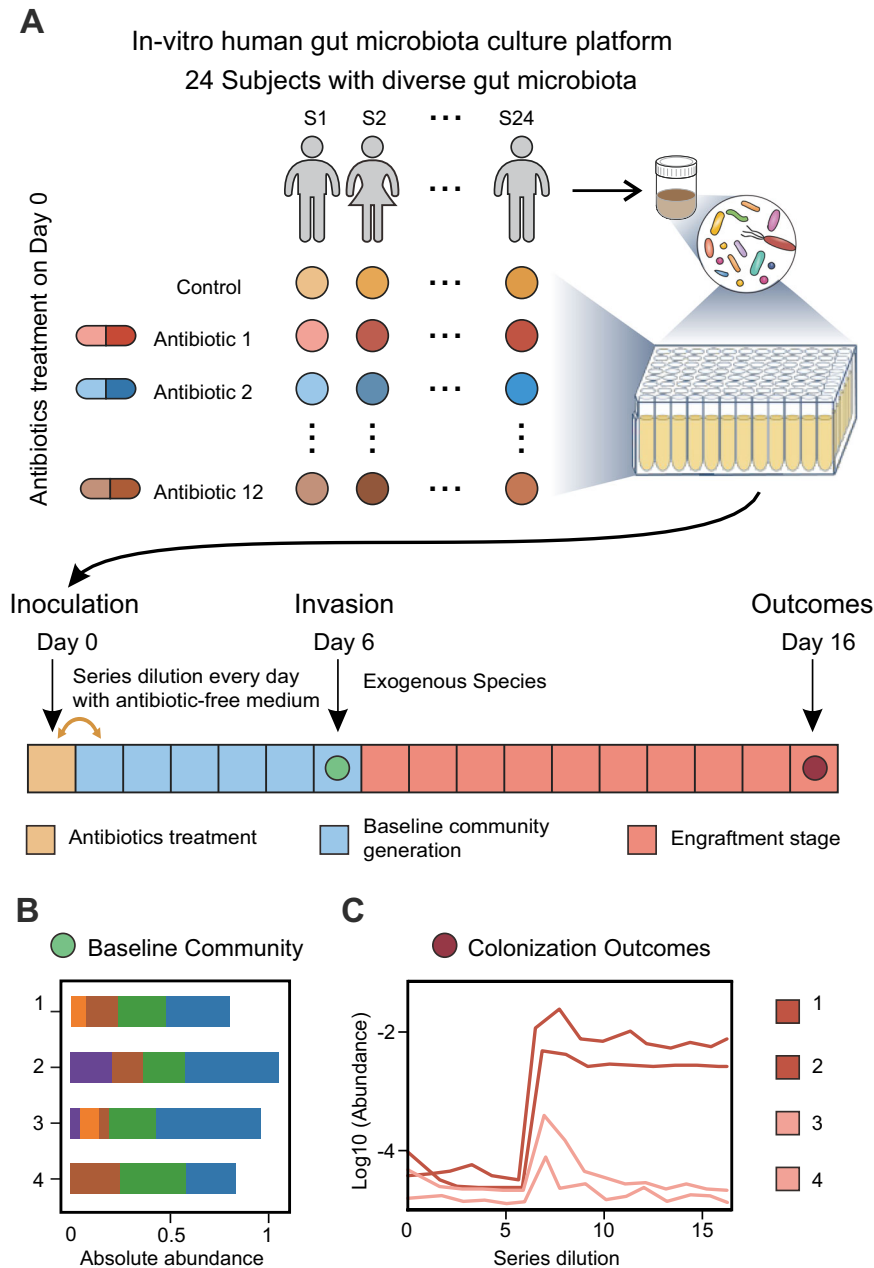 A
In-vitro human gut microbiota culture platform
24 Subjects with diverse gut microbiota
S1 S2 ... S24
...
Antibiotics treatment on Day 0
Control ...
Antibiotic 1 ...
Antibiotic 2 ...
Antibiotic 12 ...
Inoculation Invasion Outcomes
Day 0 Day 6 Day 16
Series dilution every day
with antibiotic-free medium
Exogenous Species
Antibiotics treatment
Baseline community
generation
Engraftment stage
B
Baseline Community
1
2
3
4
0 0.5 1
Absolute abundance
C
Colonization Outcomes
Log10 (Abundance)
-2
-4
0 5 10 15
Series dilution
1
2
3
4